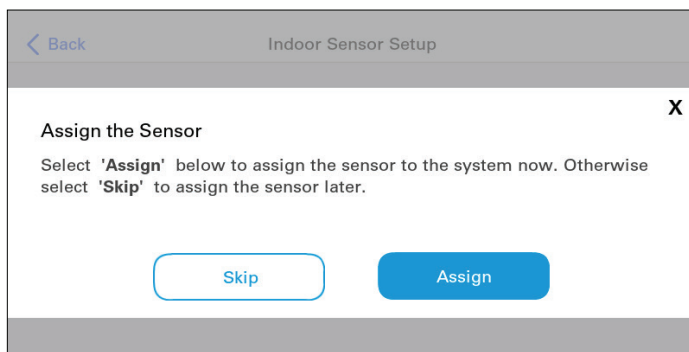 Back
Indoor Sensor Setup
X
Assign the Sensor
Select 'Assign' below to assign the sensor to the system now. Otherwise
select 'Skip' to assign the sensor later.
Skip
Assign